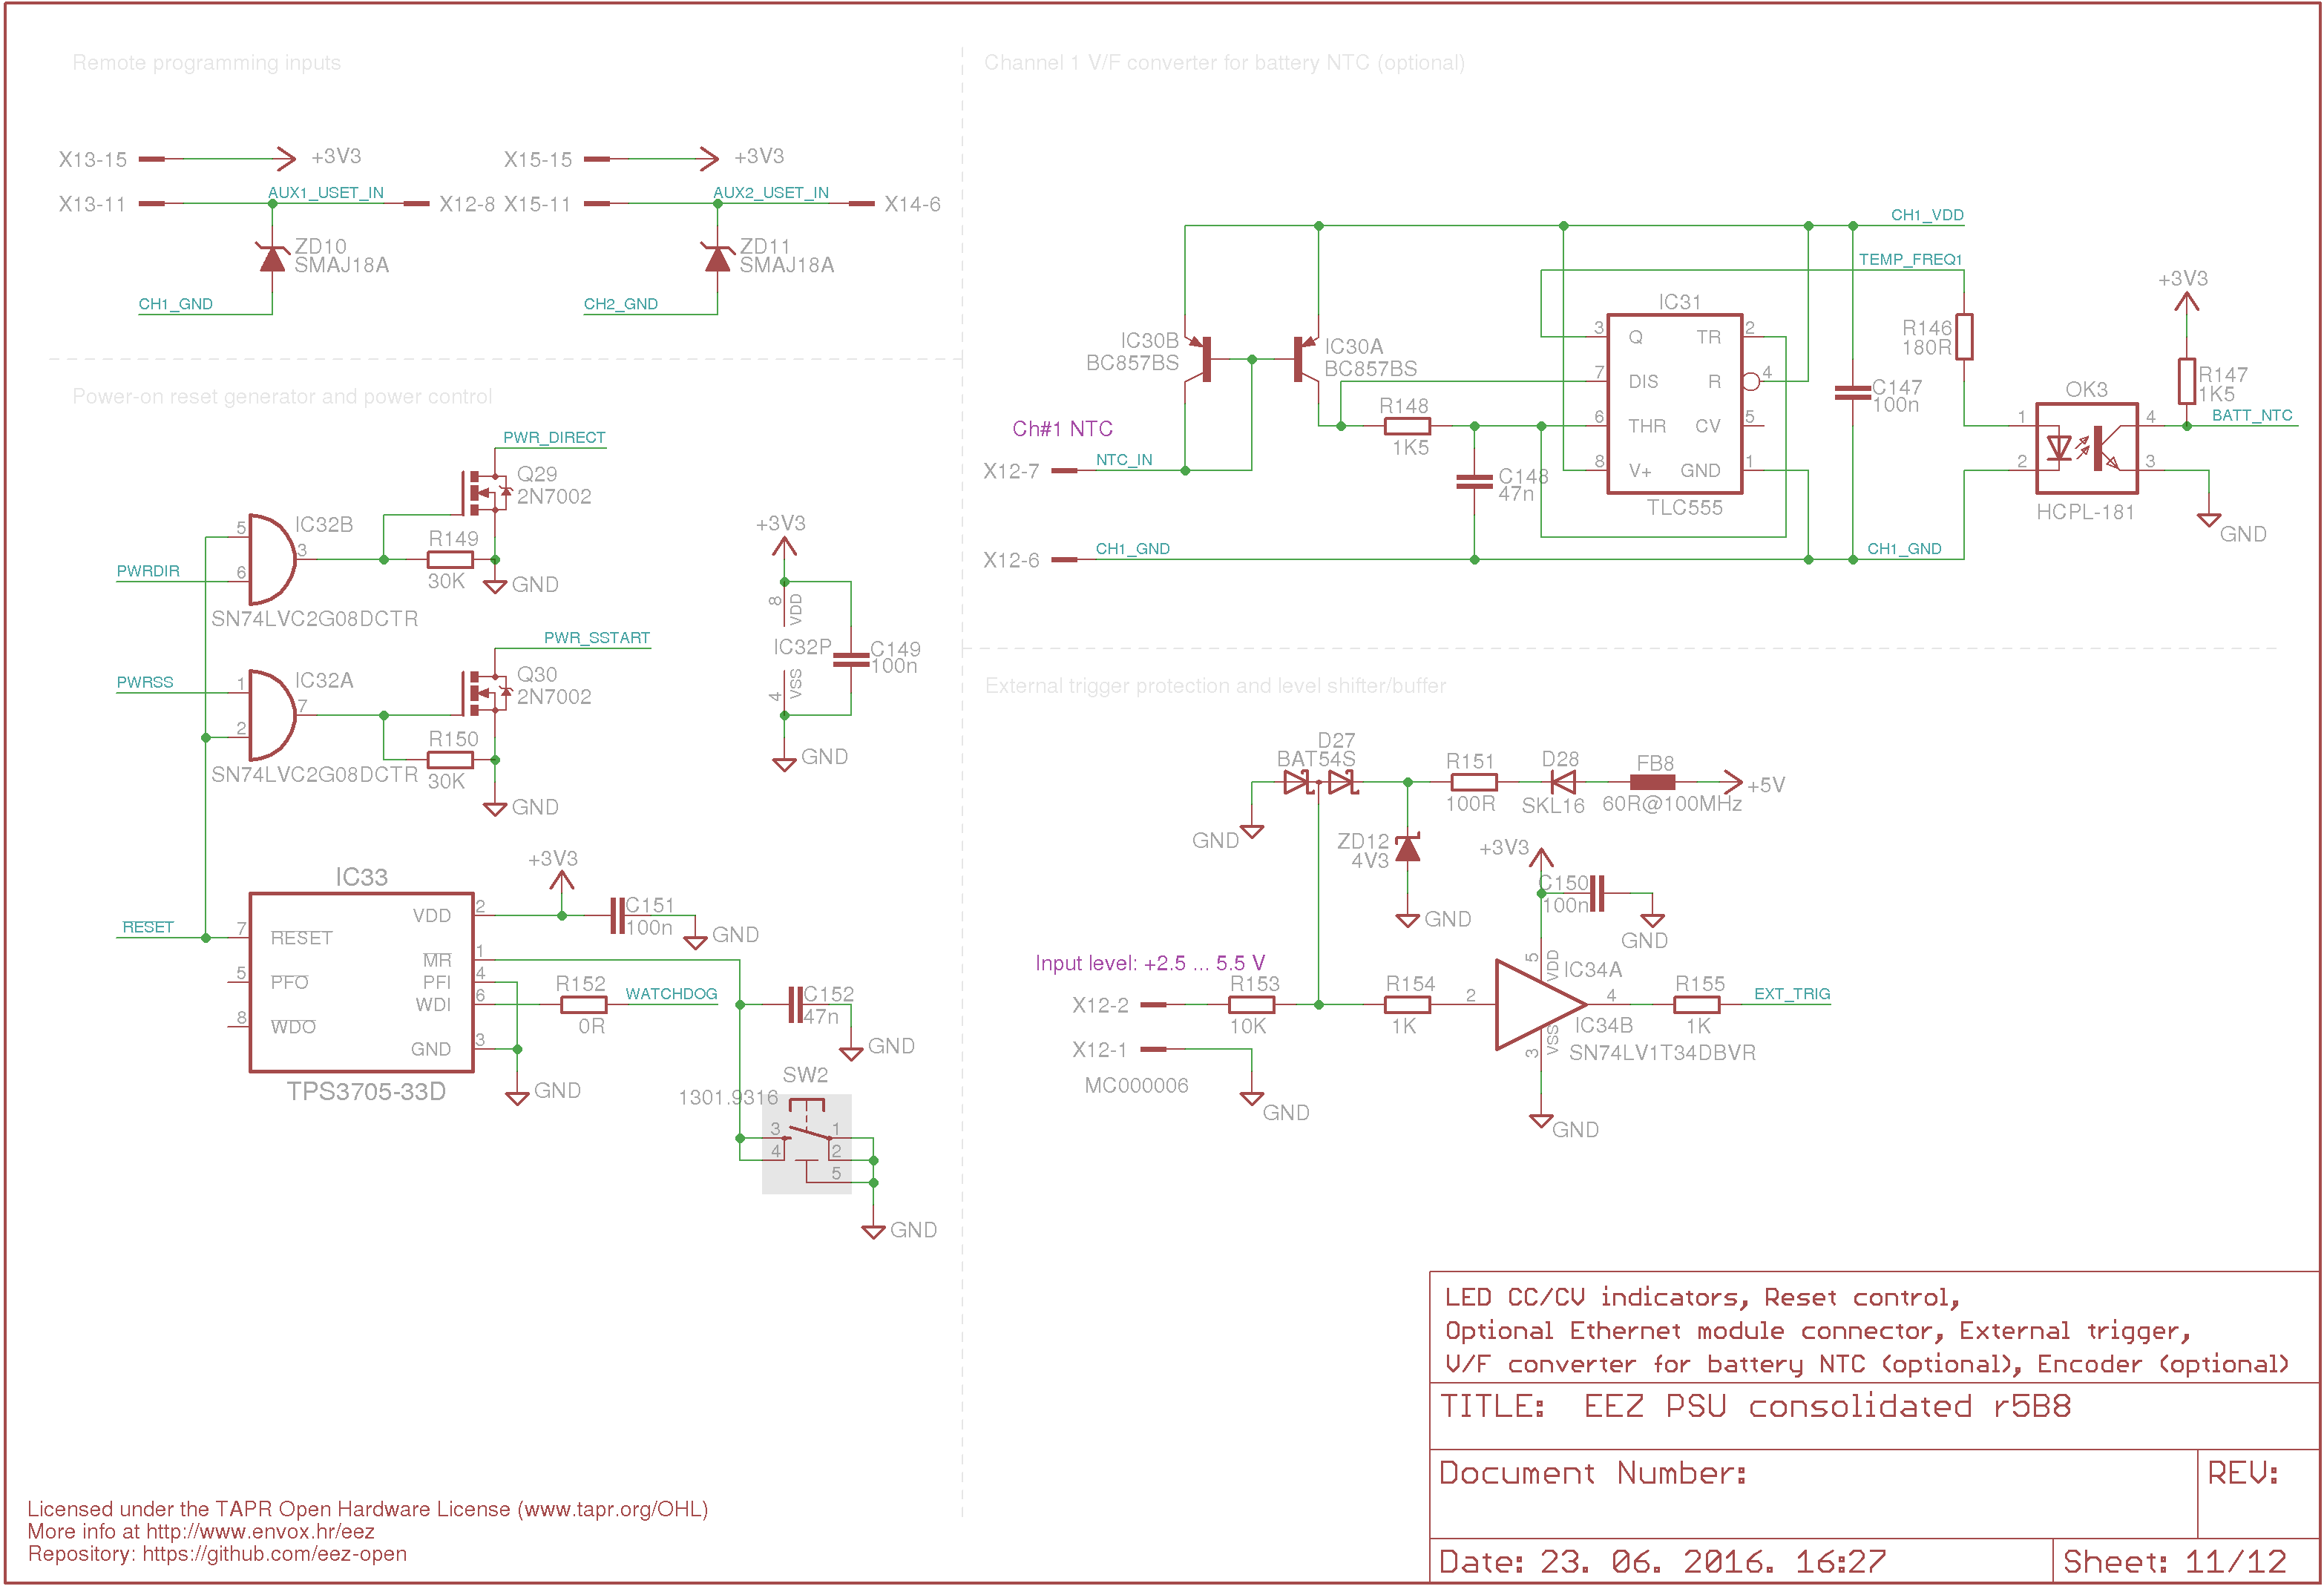 Remote programming inputs
X13-15
+3V3
X15-15
+3V3
X13-11
AUX1_USET_IN
X12-8
X15-11
AUX2_USET_IN
X14-6
ZD10
SMAJ18A
ZD11
SMAJ18A
CH1_GND
CH2_GND
Power-on reset generator and power control
PWR_DIRECT
Q29
2N7002
5
IC32B
3
R149
30K
PWRDIR
6
GND
SN74LVC2G08DCTR
PWR_SSTART
Q30
2N7002
PWRSS
1
IC32A
7
2
R150
30K
SN74LVC2G08DCTR
GND
+3V3
8
VDD
IC32P
C149
100n
4
VSS
GND
IC33
+3V3
VDD
2
C151
100n
GND
RESET
7
RESET
MR
1
5
PFO
PFI
4
WDI
6
R152
0R
WATCHDOG
C152
47n
GND
8
WDO
GND
3
TPS3705-33D
GND
SW2
1301.9316
3
1
4
2
5
GND
Channel 1 V/F converter for battery NTC (optional)
CH1_VDD
TEMP_FREQ1
+3V3
IC31
IC30B
BC857BS
IC30A
BC857BS
3
Q
TR
2
7
DIS
R
4
6
THR
CV
5
8
V+
GND
1
TLC555
R146
180R
C147
100n
R147
1K5
OK3
1
4
BATT_NTC
2
3
HCPL-181
GND
Ch#1 NTC
R148
1K5
X12-7
NTC_IN
C148
47n
X12-6
CH1_GND
CH1_GND
External trigger protection and level shifter/buffer
D27
BAT54S
R151
100R
D28
SKL16
FB8
60R@100MHz
+5V
GND
ZD12
4V3
GND
+3V3
C150
100n
GND
Input level: +2.5 ... 5.5 V
X12-2
R153
10K
R154
1K
2
5
VDD
IC34A
4
R155
1K
EXT_TRIG
IC34B
3
VSS
SN74LV1T34DBVR
X12-1
MC000006
GND
GND
LED CC/CV indicators, Reset control,
Optional Ethernet module connector, External trigger,
V/F converter for battery NTC (optional), Encoder (optional)
TITLE: EEZ PSU consolidated r5B8
Document Number:
REV:
Date: 23. 06. 2016. 16:27
Sheet: 11/12
Licensed under the TAPR Open Hardware License (www.tapr.org/OHL)
More info at http://www.envox.hr/eez
Repository: https://github.com/eez-open